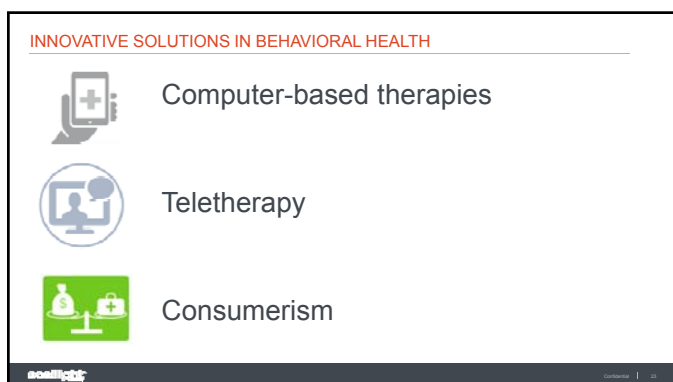 INNOVATIVE SOLUTIONS IN BEHAVIORAL HEALTH
Computer-based therapies
Teletherapy
$
Consumerism
Confidential